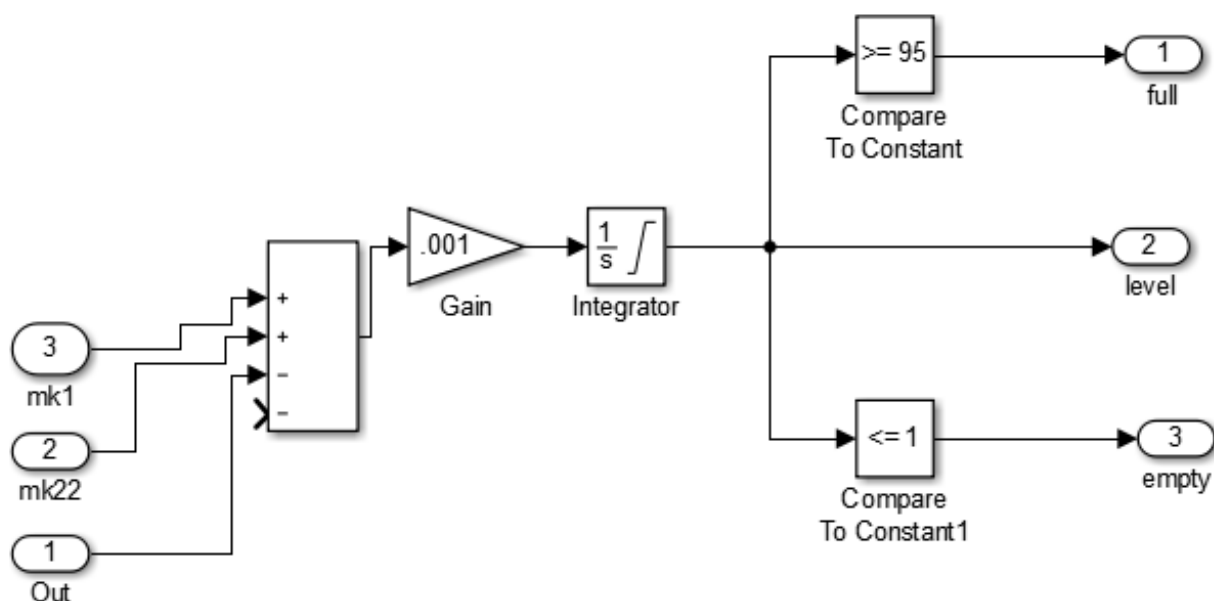 >= 95
Compare
To Constant
1
full
.001
Gain
1
s
Integrator
2
level
+
+
−
−
3
mk1
2
mk22
1
Out
<= 1
Compare
To Constant1
3
empty